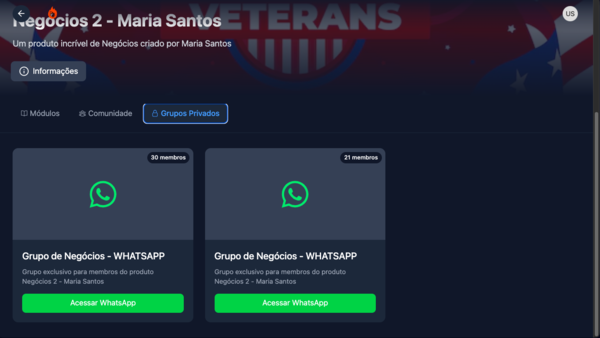 VETERANS
Negócios 2 - Maria Santos
US
Um produto incrível de Negócios criado por Maria Santos
Informações
Módulos
Comunidade
Grupos Privados
30 membros
Grupo de Negócios - WHATSAPP
Grupo exclusivo para membros do produto
Negócios 2 - Maria Santos
Acessar WhatsApp
21 membros
Grupo de Negócios - WHATSAPP
Grupo exclusivo para membros do produto
Negócios 2 - Maria Santos
Acessar WhatsApp